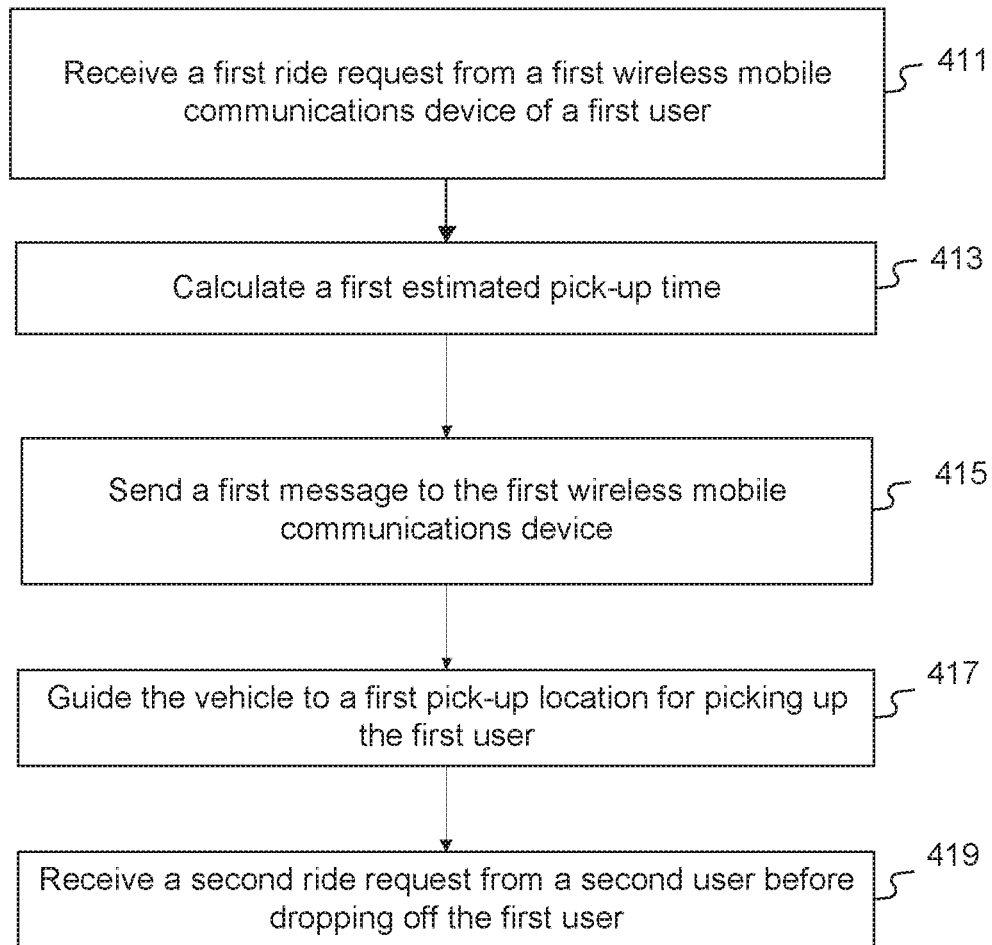 Receive a first ride request from a first wireless mobile
communications device of a first user
411
Calculate a first estimated pick-up time
413
Send a first message to the first wireless mobile
communications device
415
Guide the vehicle to a first pick-up location for picking up
the first user
417
Receive a second ride request from a second user before
dropping off the first user
419